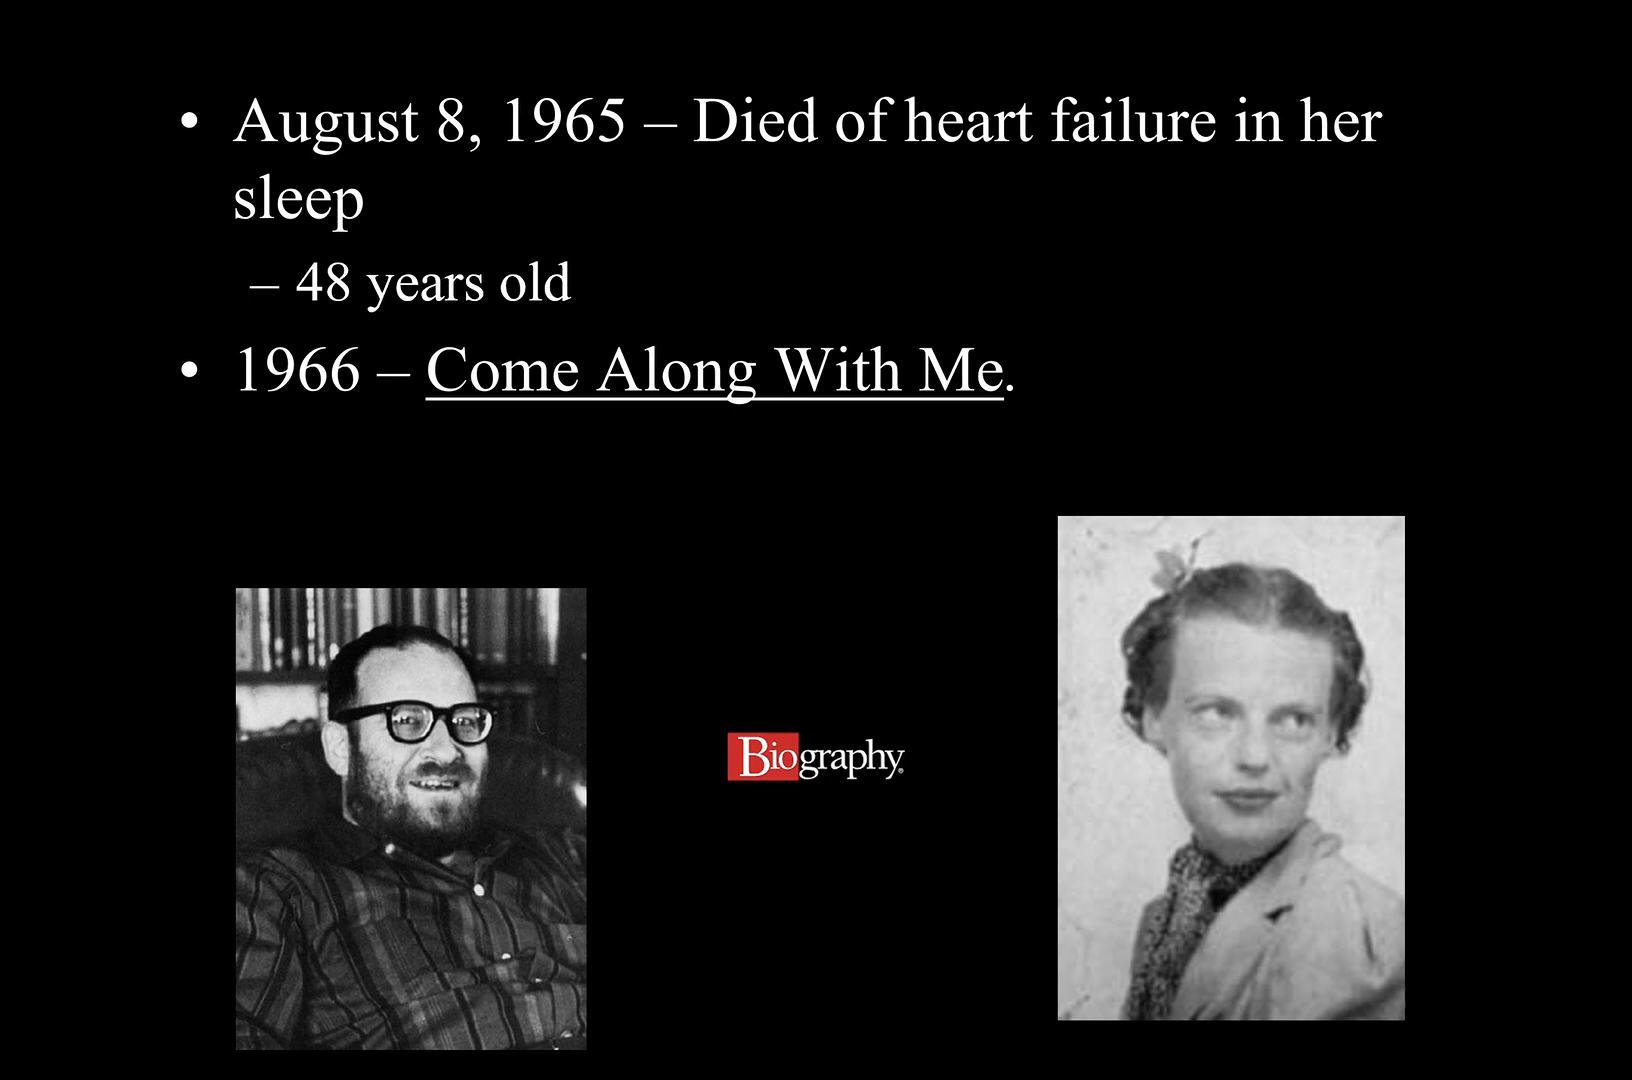 • August 8, 1965 – Died of heart failure in her
sleep
– 48 years old
• 1966 – Come Along With Me.
Biography®